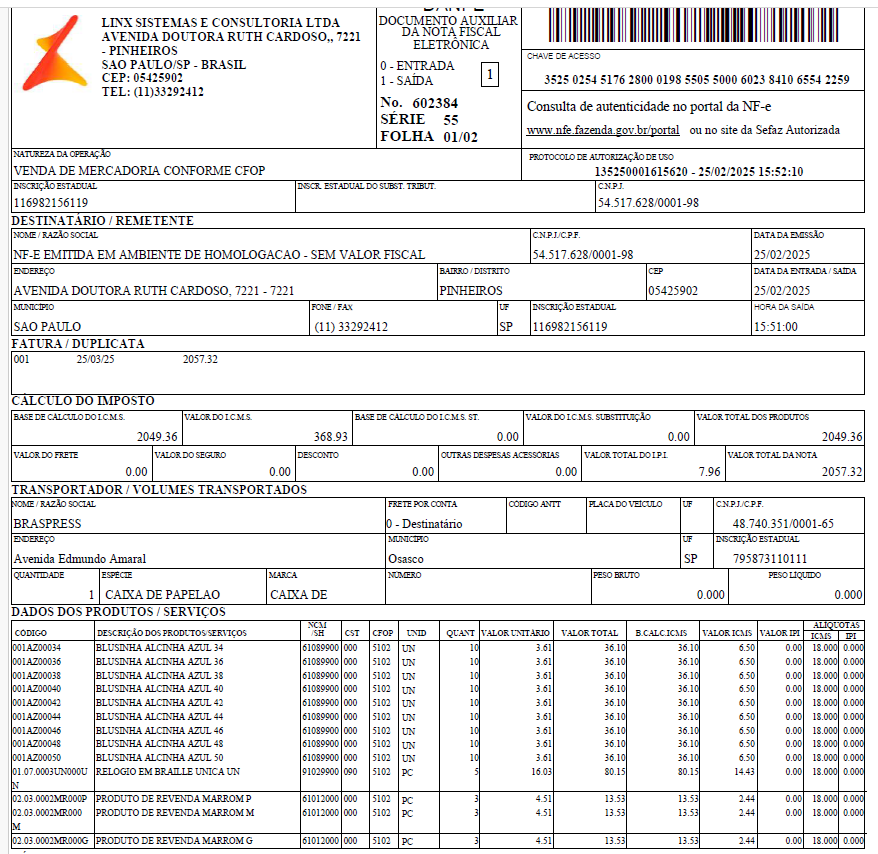 LINX SISTEMAS E CONSULTORIA LTDA
AVENIDA DOUTORA RUTH CARDOSO,, 7221
- PINHEIROS
SAO PAULO/SP - BRASIL
CEP: 05425902
TEL: (11)33292412
DANFE
DOCUMENTO AUXILIAR
DA NOTA FISCAL
ELETRÔNICA
0 - ENTRADA
1 - SAÍDA
1
No. 602384
SÉRIE 55
FOLHA 01/02
CHAVE DE ACESSO
3525 0254 5176 2800 0198 5505 5000 6023 8410 6554 2259
Consulta de autenticidade no portal da NF-e
www.nfe.fazenda.gov.br/portal ou no site da Sefaz Autorizada
NATUREZA DA OPERAÇÃO
VENDA DE MERCADORIA CONFORME CFOP
PROTOCOLO DE AUTORIZAÇÃO DE USO
135250001615620 - 25/02/2025 15:52:10
INSCRIÇÃO ESTADUAL
116982156119
INSCR. ESTADUAL DO SUBST. TRIBUT.
C.N.P.J.
54.517.628/0001-98
DESTINATÁRIO / REMETENTE
NOME / RAZÃO SOCIAL
NF-E EMITIDA EM AMBIENTE DE HOMOLOGACAO - SEM VALOR FISCAL
C.N.P.J./C.P.F.
54.517.628/0001-98
DATA DA EMISSÃO
25/02/2025
ENDEREÇO
AVENIDA DOUTORA RUTH CARDOSO, 7221 - 7221
BAIRRO / DISTRITO
PINHEIROS
CEP
05425902
DATA DA ENTRADA / SAIDA
25/02/2025
MUNICÍPIO
SAO PAULO
FONE / FAX
(11) 33292412
UF
SP
INSCRIÇÃO ESTADUAL
116982156119
HORA DA SAÍDA
15:51:00
FATURA / DUPLICATA
001 25/03/25 2057.32
CÁLCULO DO IMPOSTO
BASE DE CÁLCULO DO I.C.M.S.
2049.36
VALOR DO I.C.M.S.
368.93
BASE DE CÁLCULO DO I.C.M.S. ST.
0.00
VALOR DO I.C.M.S. SUBSTITUIÇÃO
0.00
VALOR TOTAL DOS PRODUTOS
2049.36
VALOR DO FRETE
0.00
VALOR DO SEGURO
0.00
DESCONTO
0.00
OUTRAS DESPESAS ACESSÓRIAS
0.00
VALOR TOTAL DO I.P.I.
7.96
VALOR TOTAL DA NOTA
2057.32
TRANSPORTADOR / VOLUMES TRANSPORTADOS
NOME / RAZÃO SOCIAL
BRASPRESS
FRETE POR CONTA
0 - Destinatário
CÓDIGO ANTT
PLACA DO VEÍCULO
UF
C.N.P.J./C.P.F.
48.740.351/0001-65
ENDEREÇO
Avenida Edmundo Amaral
MUNICÍPIO
Osasco
UF
SP
INSCRIÇÃO ESTADUAL
795873110111
QUANTIDADE
1
ESPÉCIE
CAIXA DE PAPELAO
MARCA
CAIXA DE
NÚMERO
PESO BRUTO
0.000
PESO LÍQUIDO
0.000
DADOS DOS PRODUTOS / SERVIÇOS
CÓDIGO DESCRIÇÃO DOS PRODUTOS/SERVIÇOS NCM /SH CST CFOP UNID QUANT VALOR UNITÁRIO VALOR TOTAL B.CALC.ICMS VALOR ICMS VALOR IPI ALÍQUOTAS ICMS IPI
001AZ00034 BLUSINHA ALCINHA AZUL 34 61089900 000 5102 UN 10 3.61 36.10 36.10 6.50 0.00 18.000 0.000
001AZ00036 BLUSINHA ALCINHA AZUL 36 61089900 000 5102 UN 10 3.61 36.10 36.10 6.50 0.00 18.000 0.000
001AZ00038 BLUSINHA ALCINHA AZUL 38 61089900 000 5102 UN 10 3.61 36.10 36.10 6.50 0.00 18.000 0.000
001AZ00040 BLUSINHA ALCINHA AZUL 40 61089900 000 5102 UN 10 3.61 36.10 36.10 6.50 0.00 18.000 0.000
001AZ00042 BLUSINHA ALCINHA AZUL 42 61089900 000 5102 UN 10 3.61 36.10 36.10 6.50 0.00 18.000 0.000
001AZ00044 BLUSINHA ALCINHA AZUL 44 61089900 000 5102 UN 10 3.61 36.10 36.10 6.50 0.00 18.000 0.000
001AZ00046 BLUSINHA ALCINHA AZUL 46 61089900 000 5102 UN 10 3.61 36.10 36.10 6.50 0.00 18.000 0.000
001AZ00048 BLUSINHA ALCINHA AZUL 48 61089900 000 5102 UN 10 3.61 36.10 36.10 6.50 0.00 18.000 0.000
001AZ00050 BLUSINHA ALCINHA AZUL 50 61089900 000 5102 UN 10 3.61 36.10 36.10 6.50 0.00 18.000 0.000
01.07.0003UN000U RELOGIO EM BRAILLE UNICA UN 91029900 090 5102 PC 5 16.03 80.15 80.15 14.43 0.00 18.000 0.000
N
02.03.0002MR000P PRODUTO DE REVENDA MARROM P 61012000 000 5102 PC 3 4.51 13.53 13.53 2.44 0.00 18.000 0.000
02.03.0002MR000 PRODUTO DE REVENDA MARROM M 61012000 000 5102 PC 3 4.51 13.53 13.53 2.44 0.00 18.000 0.000
M
02.03.0002MR000G PRODUTO DE REVENDA MARROM G 61012000 000 5102 PC 3 4.51 13.53 13.53 2.44 0.00 18.000 0.000